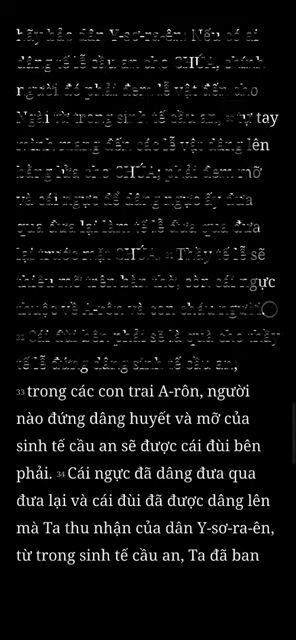 hãy bảo dân Y-sơ-ra-ên: Nếu có ai
dâng tế lễ cầu an cho CHÚA, chính
người đó phải đem lễ vật đến cho
Ngài từ trong sinh tế cầu an, tự tay
mình mang đến các lễ vật dâng lên
bằng lửa cho CHÚA; phải đem mỡ
và cái ngực để dâng ngực ấy đưa
qua đưa lại làm tế lễ đưa qua đưa
lại trước mặt CHÚA. Thầy tế lễ sẽ
thiêu mỡ trên bàn thờ, còn cái ngực
thuộc về A-rôn và con cháu người
Cái đùi bên phải sẽ là quà cho thầy
tế lễ đứng dâng sinh tế cầu an;
33 trong các con trai A-rôn, người
nào đứng dâng huyết và mỡ của
sinh tế cầu an sẽ được cái đùi bên
phải. 34 Cái ngực đã dâng đưa qua
đưa lại và cái đùi đã được dâng lên
mà Ta thu nhận của dân Y-sơ-ra-ên,
từ trong sinh tế cầu an, Ta đã ban